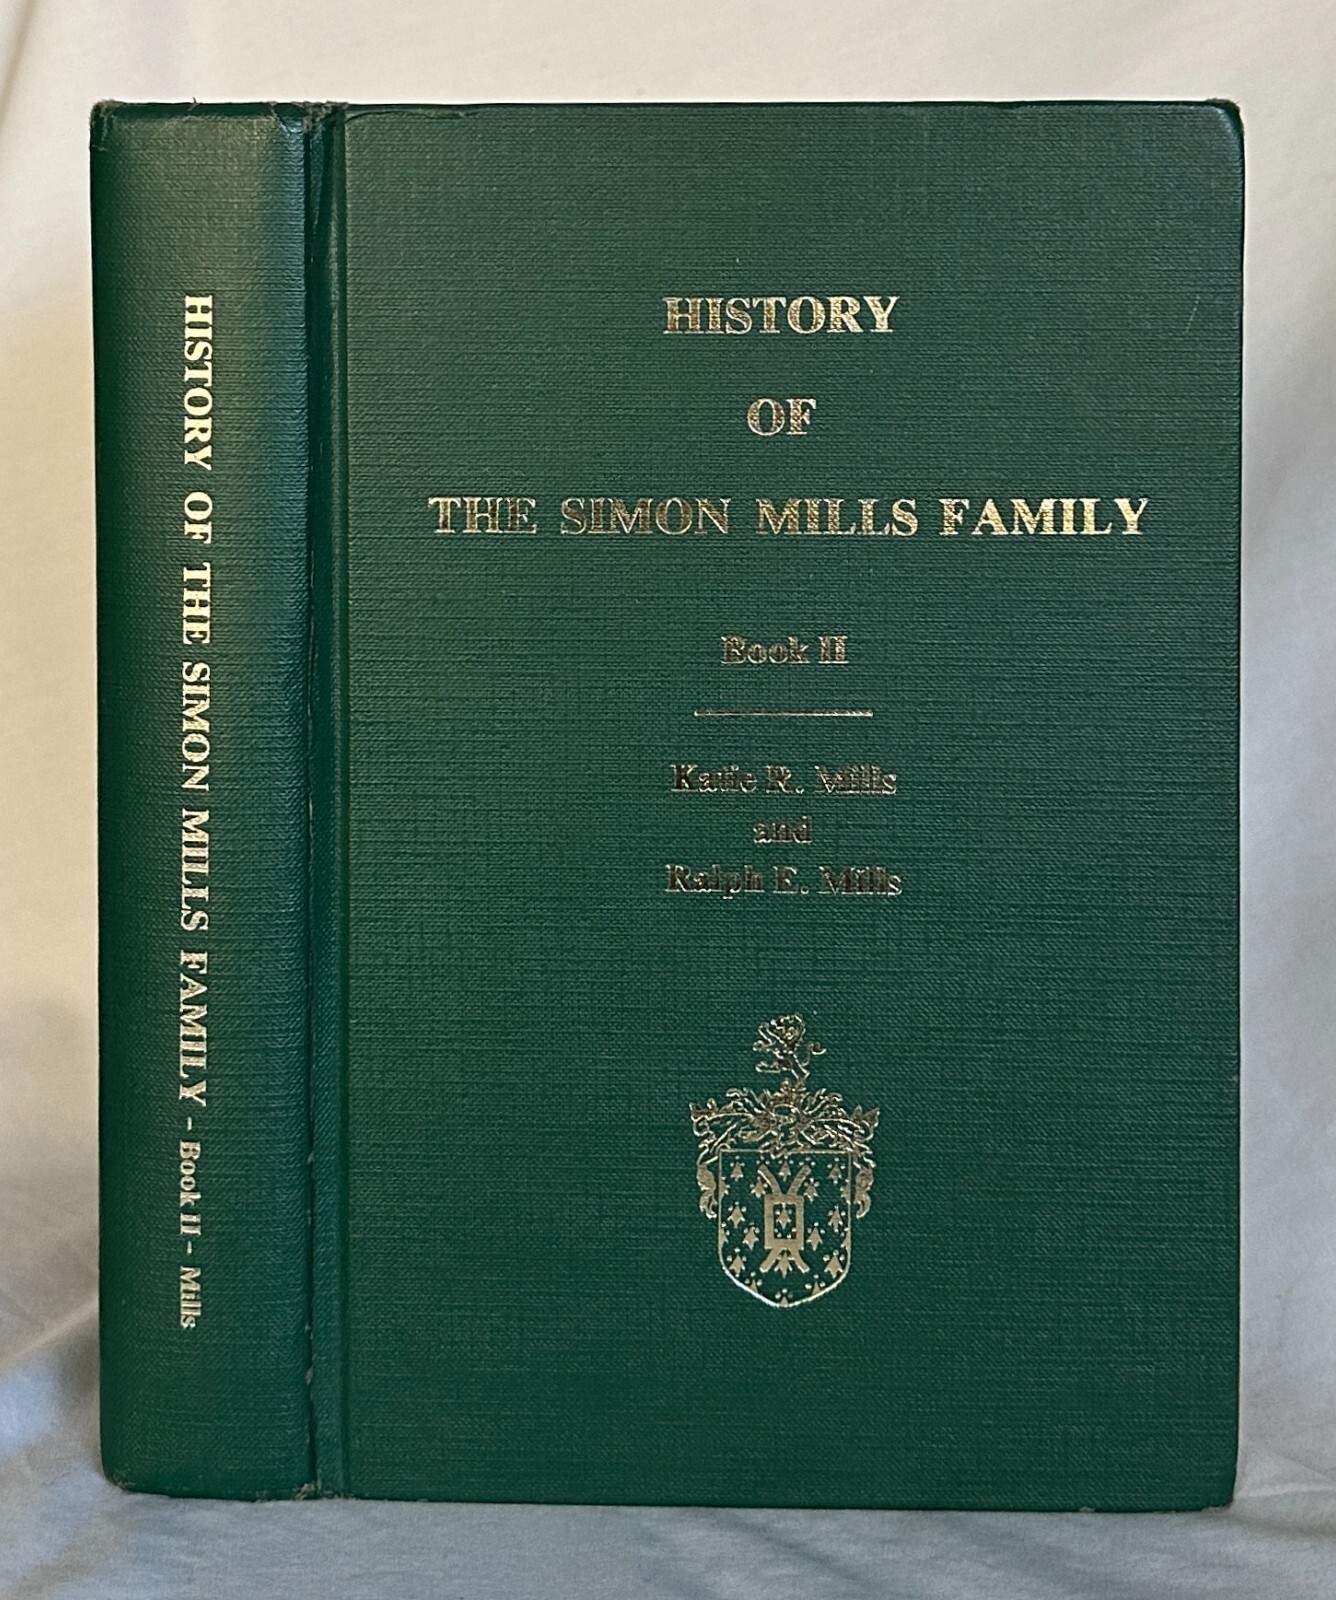 HISTORY OF THE SIMON MILLS FAMILY - Book II - Mills
HISTORY
OF
THE SIMON MILLS FAMILY
Book II
Katie R. Mills
and
Ralph E. Mills